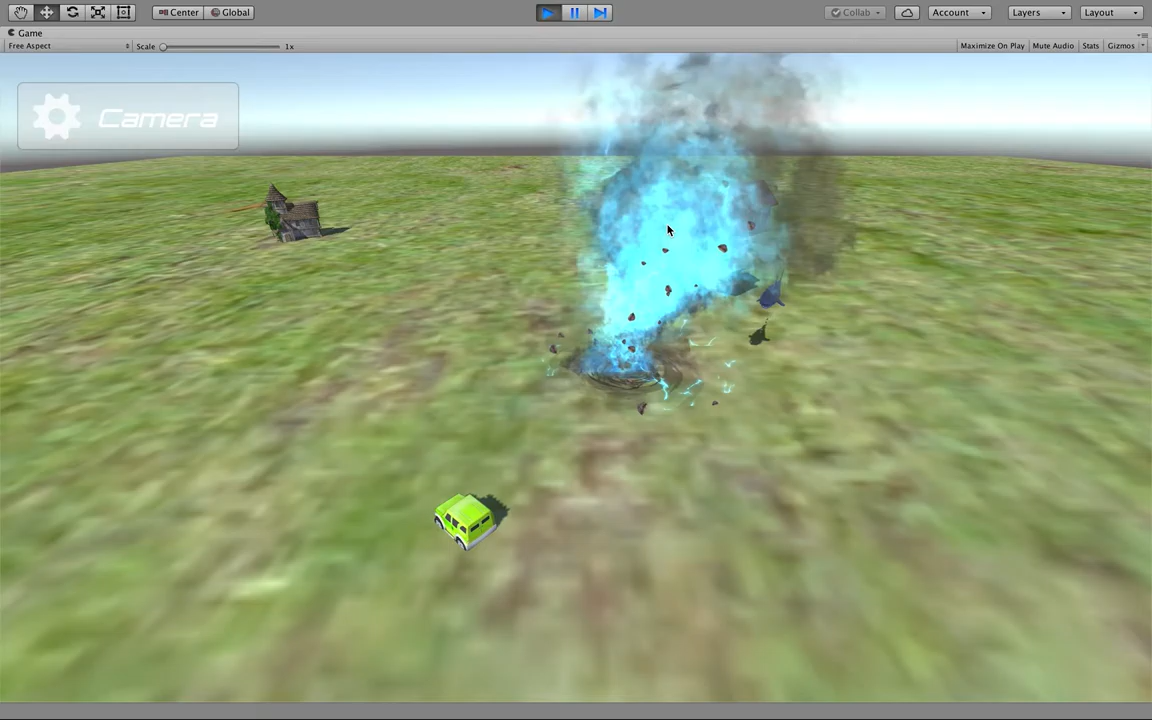 Center Global Collab Account Layers Layout
Game
Free Aspect Scale 1x Maximize On Play Mute Audio Stats Gizmos
Camera